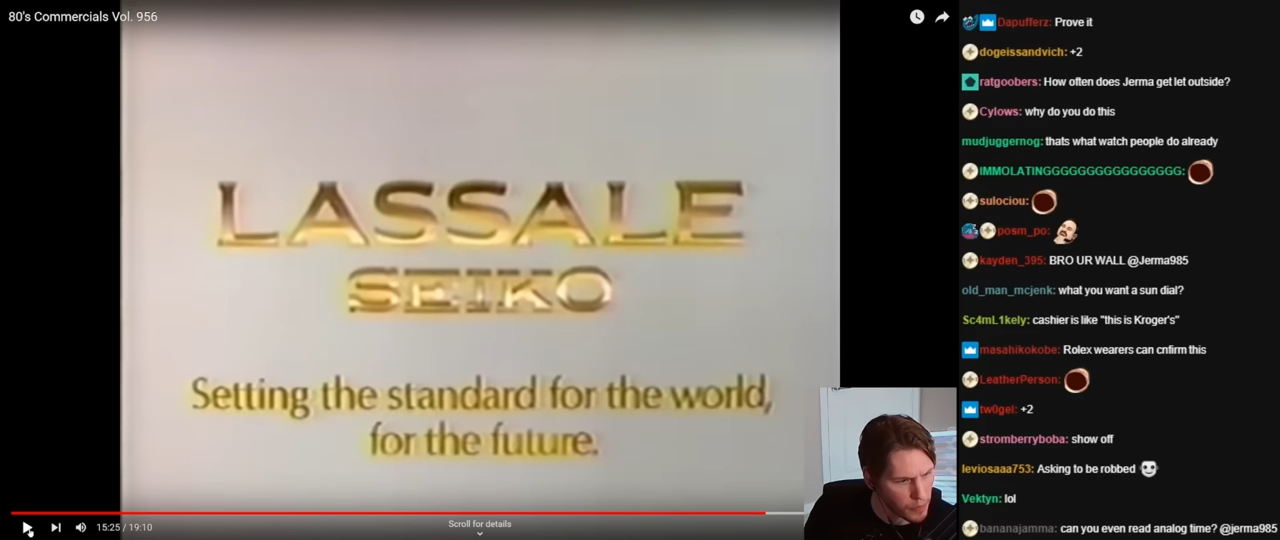 80's Commercials Vol. 956
LASSALE
SEIKO
Setting the standard for the world,
for the future.
15:25 / 19:10
Scroll for details
Dapufferz: Prove it
dogeissandvich: +2
ratgoobers: How often does Jerma get let outside?
Cylows: why do you do this
mudjuggernog: thats what watch people do already
IMMOLATINGGGGGGGGGGGGGGGGG:
sulociou:
posm_po:
kayden_395: BRO UR WALL @Jerma985
old_man_mcjenk: what you want a sun dial?
Sc4mL1kely: cashier is like "this is Kroger's"
masahikokobe: Rolex wearers can cnfirm this
LeatherPerson:
tw0gel: +2
stromberryboba: show off
leviosaaa753: Asking to be robbed
Vektyn: lol
bananajamma: can you even read analog time? @jerma985